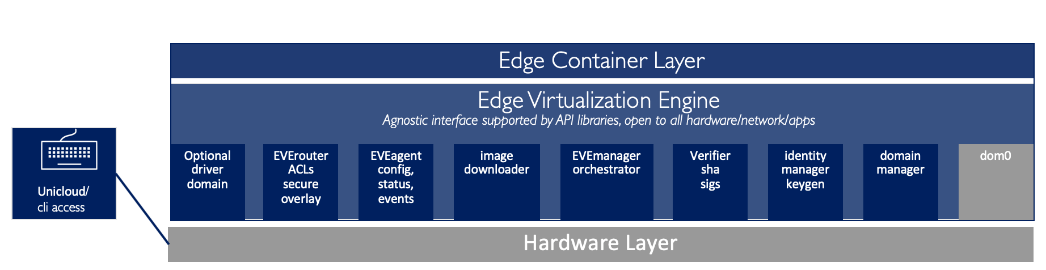 Edge Container Layer
Edge Virtualization Engine
Agnostic interface supported by API libraries, open to all hardware/network/apps
Unicloud/
cli access
Optional
driver
domain
EVErouter
ACLs
secure
overlay
EVEagent
config,
status,
events
image
downloader
EVEmanager
orchestrator
Verifier
sha
sigs
identity
manager
keygen
domain
manager
dom0
Hardware Layer